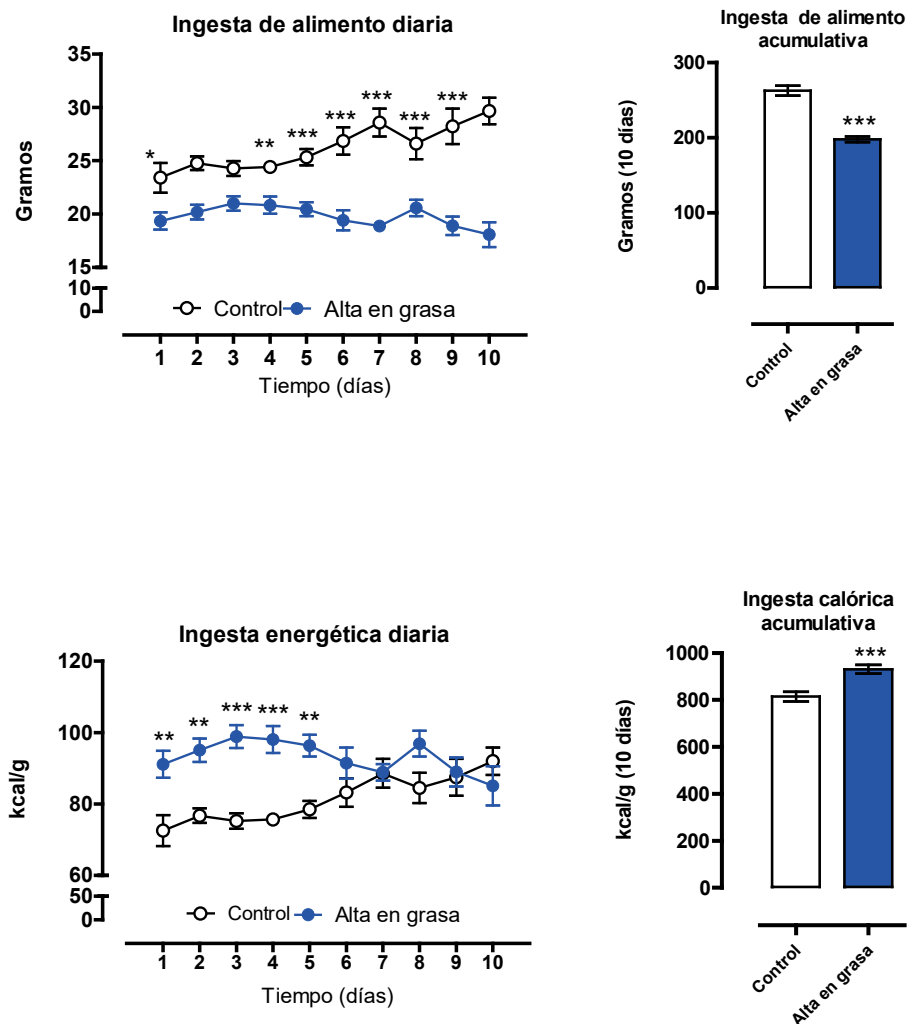 Ingesta de alimento diaria
35
30
25
20
15
10
0
Gramos
*
**
***
***
***
***
***
Control
Alta en grasa
1 2 3 4 5 6 7 8 9 10
Tiempo (días)
Ingesta de alimento
acumulativa
300
200
100
0
Gramos (10 días)
***
Control
Alta en grasa
Ingesta energética diaria
120
100
80
60
50
0
kcal/g
**
**
***
***
**
Control
Alta en grasa
1 2 3 4 5 6 7 8 9 10
Tiempo (días)
Ingesta calórica
acumulativa
1000
800
600
400
200
0
kcal/g (10 días)
***
Control
Alta en grasa